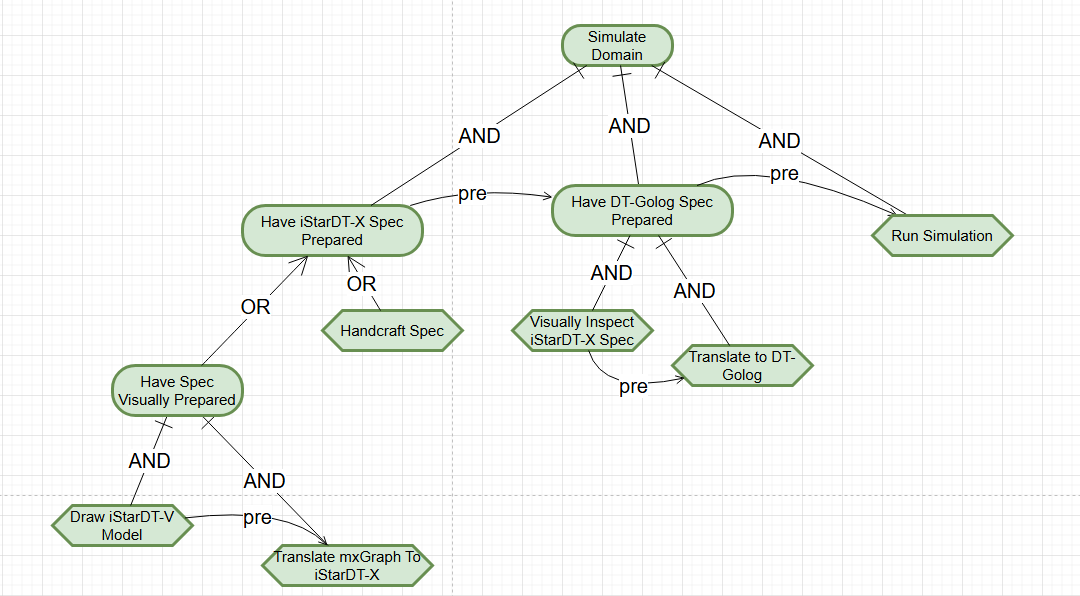 Simulate
Domain
AND
AND
AND
pre
pre
Have iStarDT-X Spec
Prepared
Have DT-Golog Spec
Prepared
Run Simulation
OR
OR
AND
AND
Handcraft Spec
Visually Inspect
iStarDT-X Spec
Translate to DT-
Golog
pre
Have Spec
Visually Prepared
AND
AND
Draw iStarDT-V
Model
pre
Translate mxGraph To
iStarDT-X